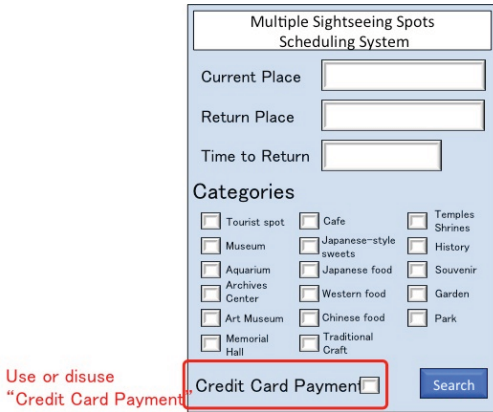 Multiple Sightseeing Spots
Scheduling System
Current Place
Return Place
Time to Return
Categories
Tourist spot
Cafe
Temples
Shrines
Museum
Japanese-style
sweets
History
Aquarium
Japanese food
Souvenir
Archives
Center
Western food
Garden
Art Museum
Chinese food
Park
Memorial
Hall
Traditional
Craft
Use or disuse
"Credit Card Payment"
Credit Card Payment
Search